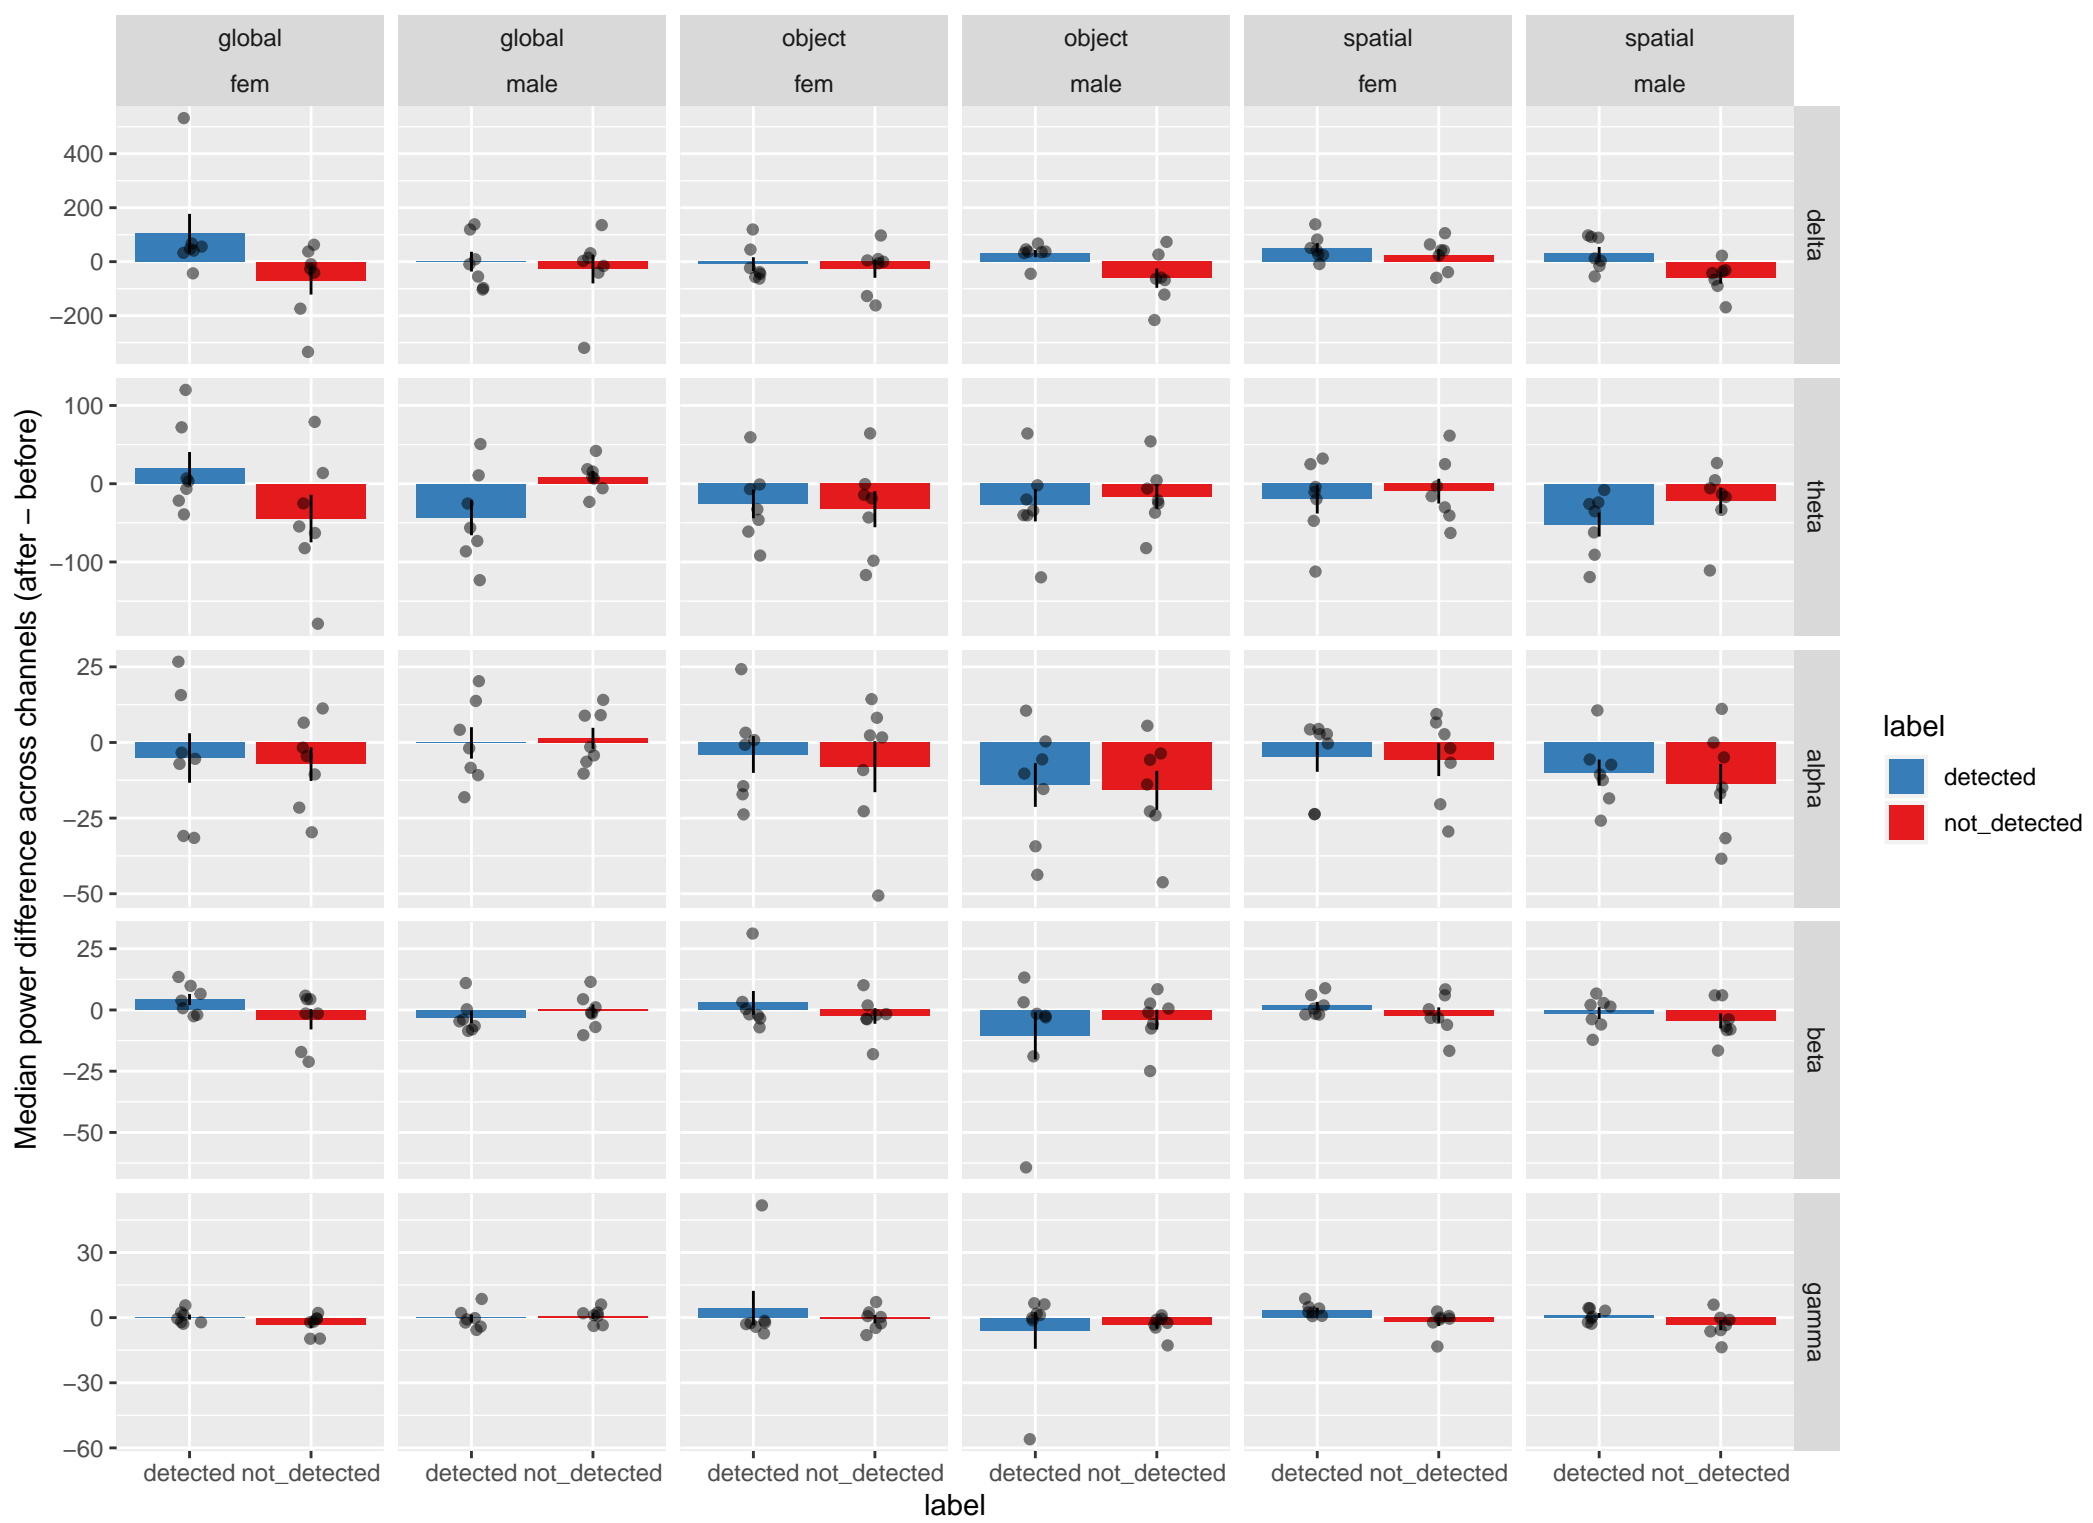 global global object object spatial spatial
fem male fem male fem male
400
200
0
−200
delta
100
0
−100
theta
25
0
−25
−50
alpha
25
0
−25
−50
beta
30
0
−30
−60
gamma
detected not_detected detected not_detected detected not_detected detected not_detected detected not_detected detected not_detected
label
Median power difference across channels (after − before)
label
detected
not_detected